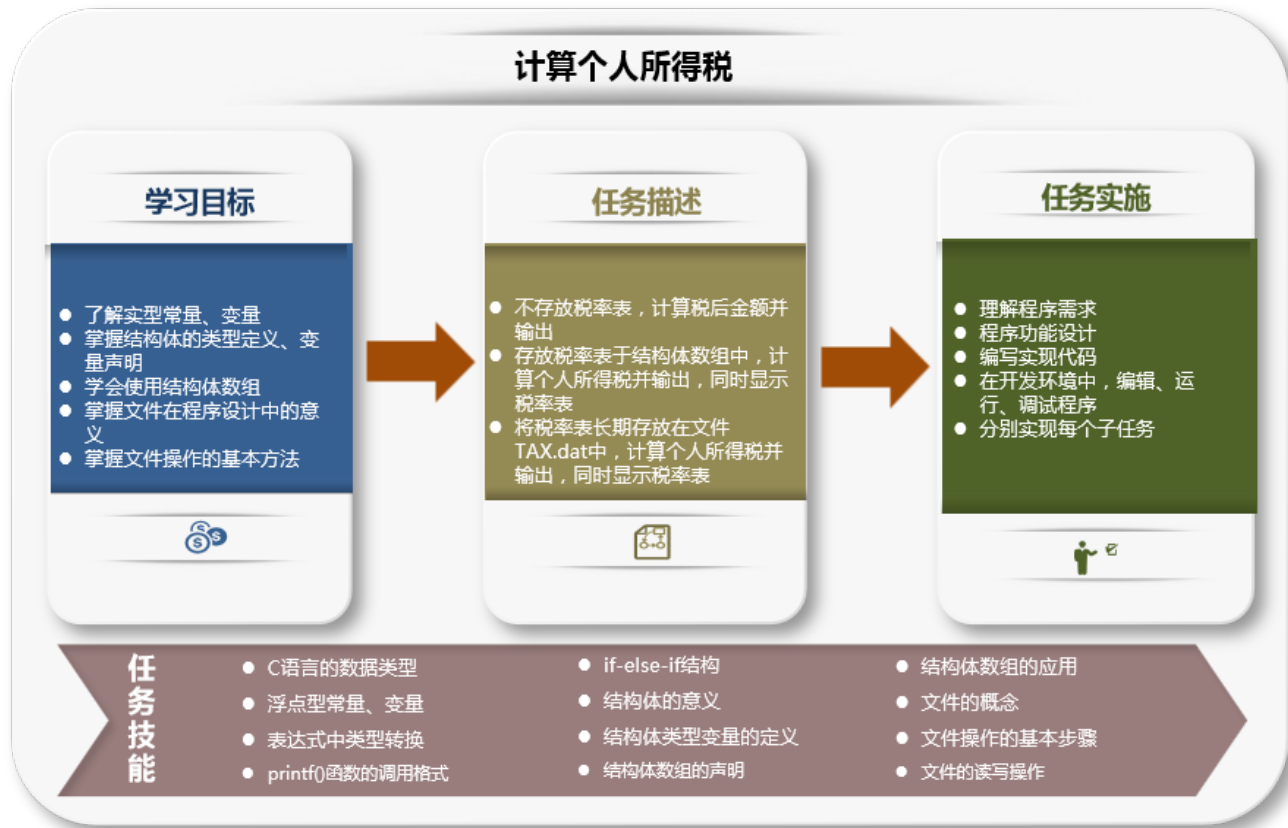 计算个人所得税
学习目标
了解实型常量、变量
掌握结构体的类型定义、变
量声明
学会使用结构体数组
掌握文件在程序设计中的意
义
掌握文件操作的基本方法
任务描述
不存放税率表，计算税后金额并
输出
存放税率表于结构体数组中，计
算个人所得税并输出，同时显示
税率表
将税率表长期存放在文件
TAX.dat中，计算个人所得税并
输出，同时显示税率表
任务实施
理解程序需求
程序功能设计
编写实现代码
在开发环境中，编辑、运
行、调试程序
分别实现每个子任务
任务技能
C语言的数据类型
浮点型常量、变量
表达式中类型转换
printf()函数的调用格式
if-else-if结构
结构体的意义
结构体类型变量的定义
结构体数组的声明
结构体数组的应用
文件的概念
文件操作的基本步骤
文件的读写操作